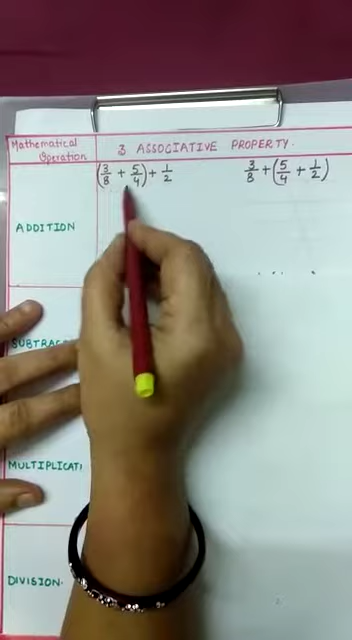 Mathematical Operation
3 ASSOCIATIVE PROPERTY.
(3/8 + 5/4) + 1/2
3/8 + (5/4 + 1/2)
ADDITION
SUBTRAC
MULTIPLICATI
DIVISION.